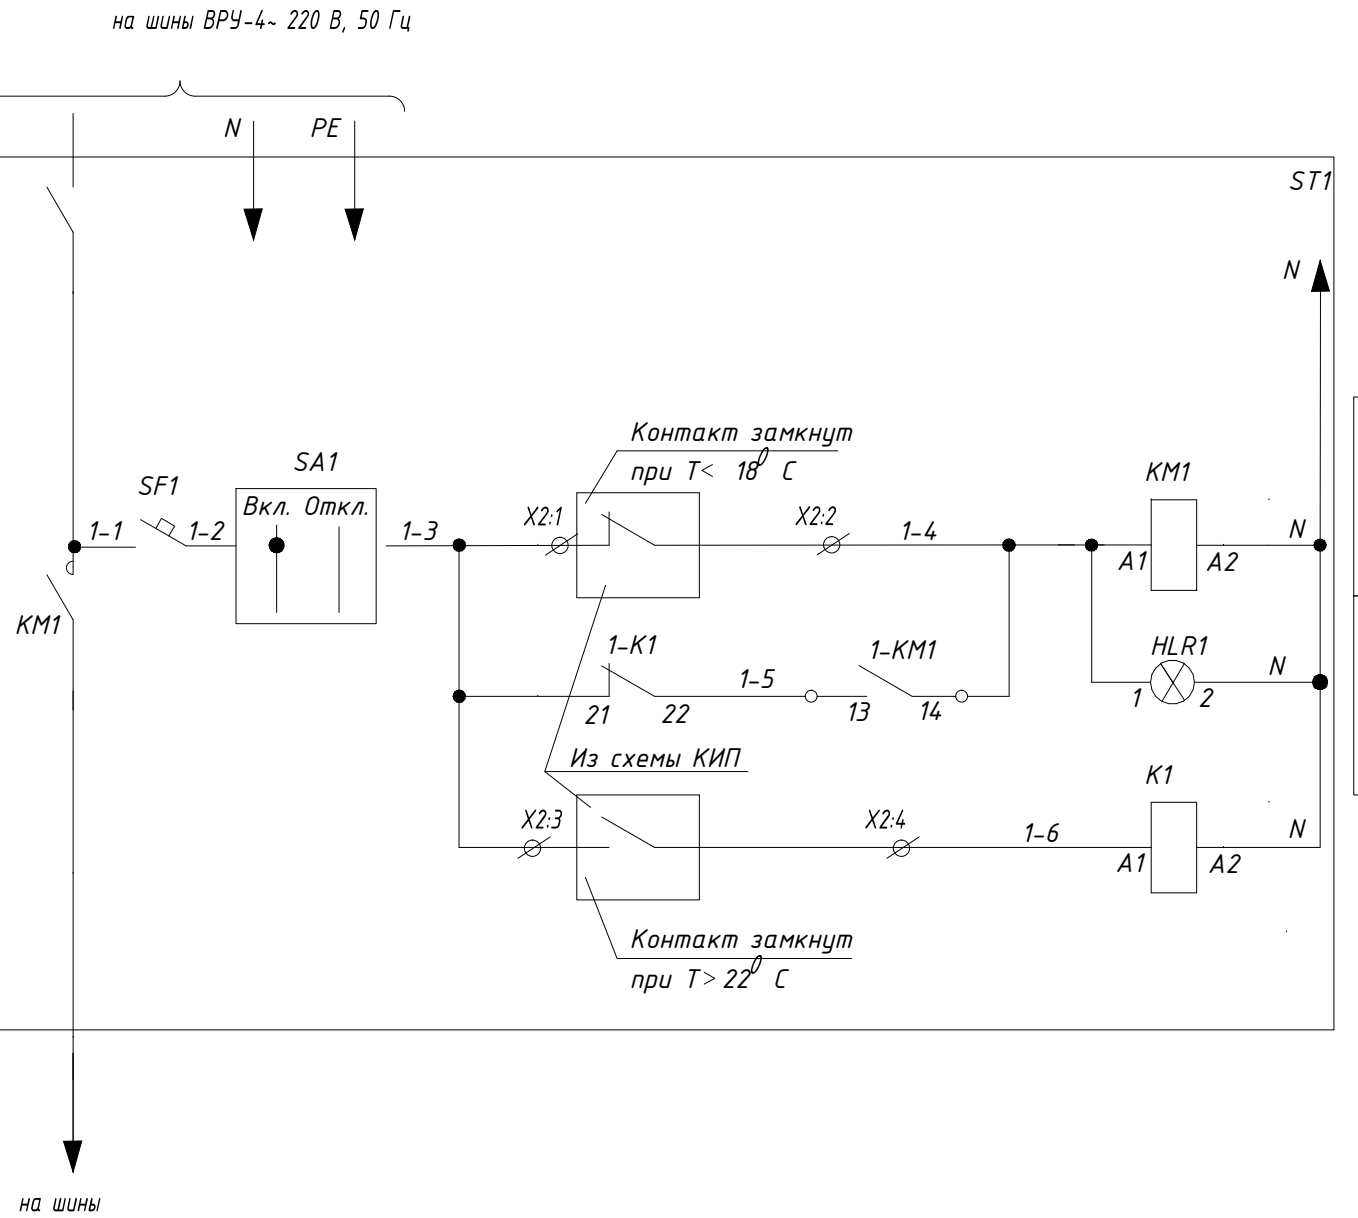 на шины ВРУ-4~ 220 В, 50 Гц
N
PE
ST1
N
Контакт замкнут
при Т< 18⁰ С
SA1
KM1
SF1
Вкл. Откл.
X2:1
X2:2
1-1
1-2
1-3
1-4
N
A1
A2
KM1
1-К1
1-KM1
HLR1
N
1-5
1
2
21
22
13
14
Из схемы КИП
K1
X2:3
X2:4
1-6
N
A1
A2
Контакт замкнут
при Т> 22⁰ С
на шины